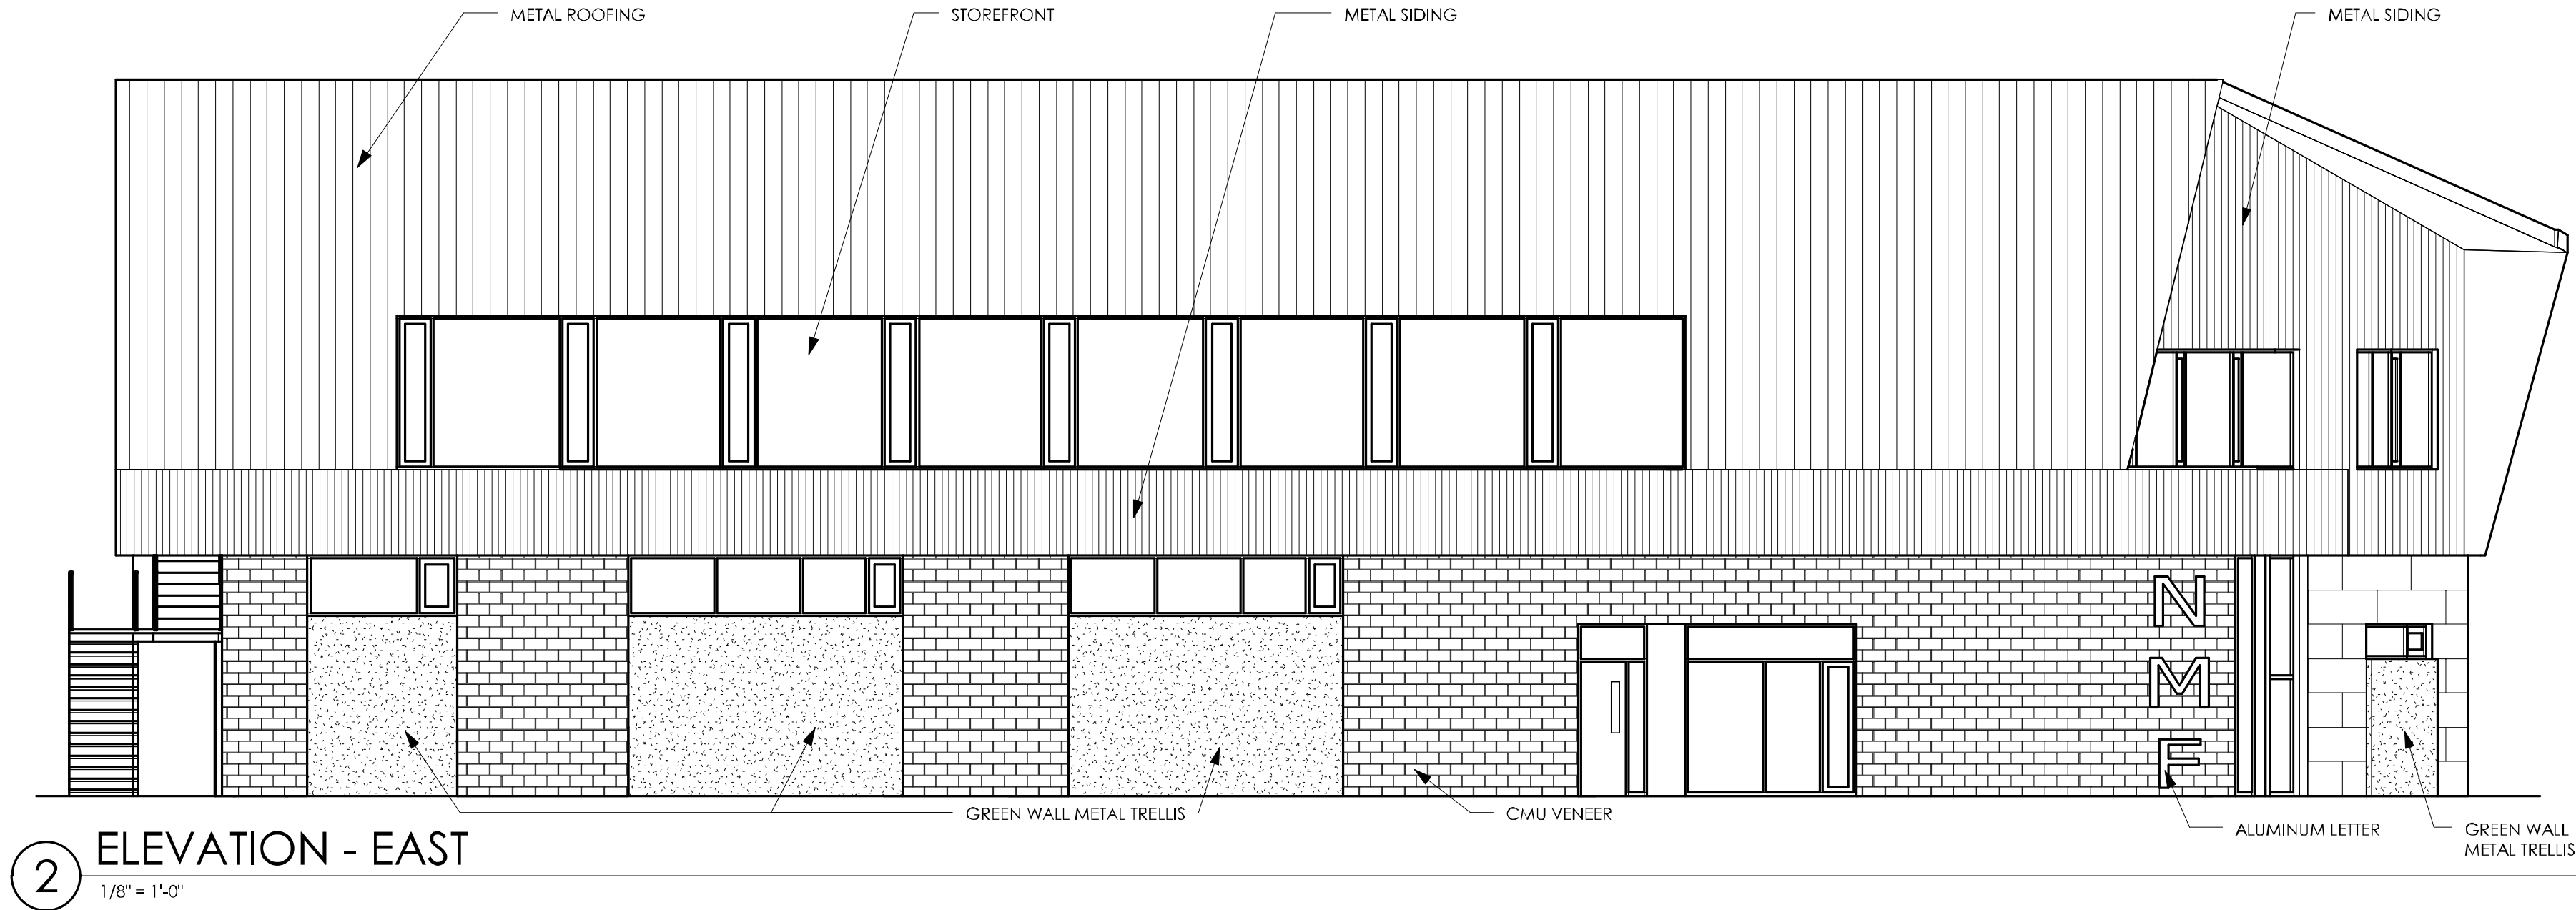 METAL ROOFING
STOREFRONT
METAL SIDING
METAL SIDING
N
M
F
GREEN WALL METAL TRELLIS
CMU VENEER
ALUMINUM LETTER
GREEN WALL
METAL TRELLIS
2
ELEVATION - EAST
1/8" = 1'-0"